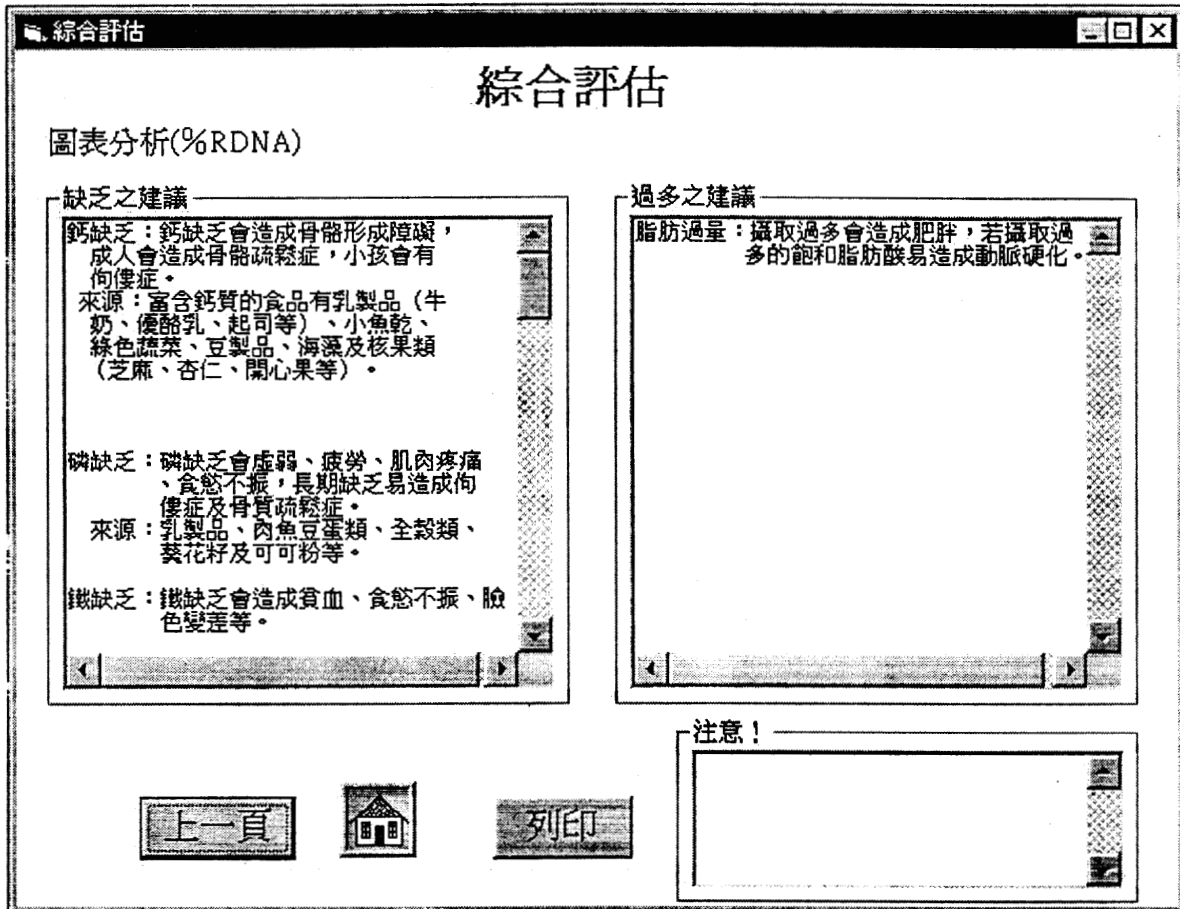 綜合評估
綜合評估
圖表分析(%RDNA)
缺乏之建議
鈣缺乏：鈣缺乏會造成骨骼形成障礙，
成人會造成骨骼疏鬆症，小孩會有
佝僂症。
來源：富含鈣質的食品有乳製品（牛
奶、優酪乳、起司等）、小魚乾、
綠色蔬菜、豆製品、海藻及核果類
（芝麻、杏仁、開心果等）。
磷缺乏：磷缺乏會虛弱、疲勞、肌肉疼痛
、食慾不振，長期缺乏易造成佝
僂症及骨質疏鬆症。
來源：乳製品、肉魚豆蛋類、全穀類、
葵花籽及可可粉等。
鐵缺乏：鐵缺乏會造成貧血、食慾不振、臉
色變差等。
過多之建議
脂肪過量：攝取過多會造成肥胖，若攝取過
多的飽和脂肪酸易造成動脈硬化。
注意！
上一頁
列印